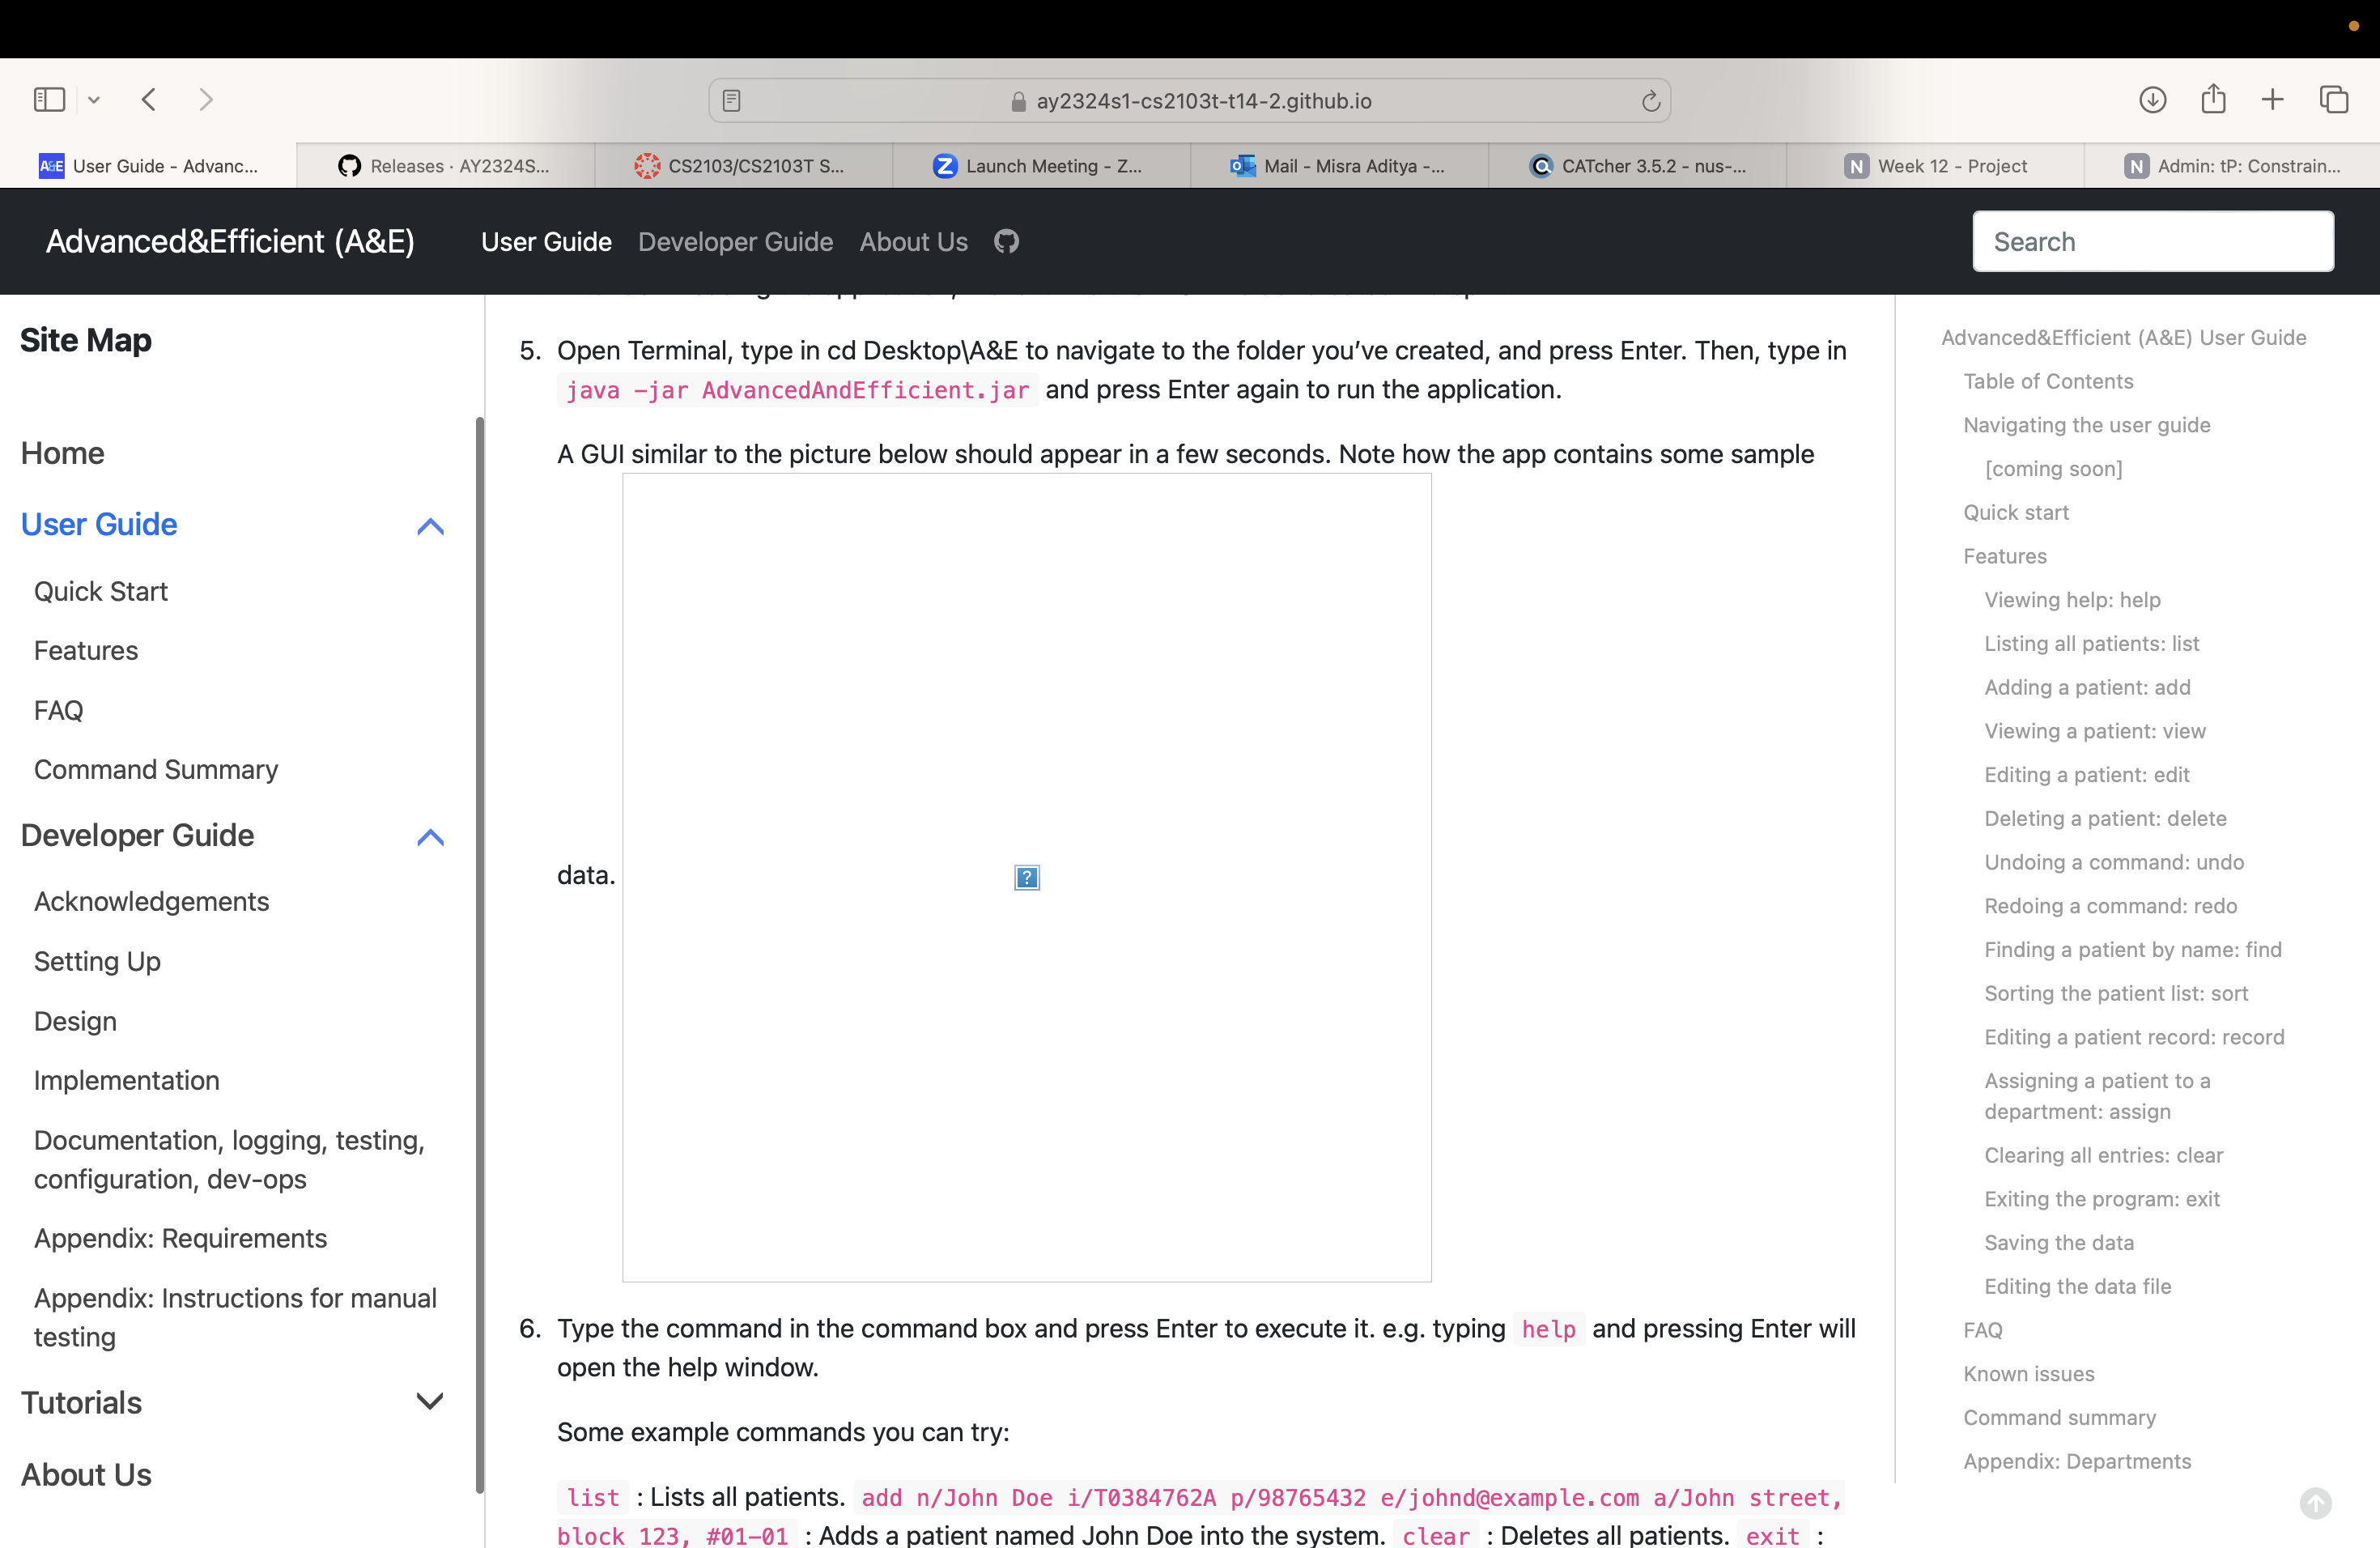 ay2324s1-cs2103t-t14-2.github.io
A&E User Guide - Advanc...
Releases · AY2324S...
CS2103/CS2103T S...
Launch Meeting - Z...
Mail - Misra Aditya -...
CATcher 3.5.2 - nus-...
N Week 12 - Project
N Admin: tP: Constrain...
Advanced&Efficient (A&E)
User Guide
Developer Guide
About Us
Search
Site Map
Home
User Guide
Quick Start
Features
FAQ
Command Summary
Developer Guide
Acknowledgements
Setting Up
Design
Implementation
Documentation, logging, testing,
configuration, dev-ops
Appendix: Requirements
Appendix: Instructions for manual
testing
Tutorials
About Us
5. Open Terminal, type in cd Desktop\A&E to navigate to the folder you’ve created, and press Enter. Then, type in
java -jar AdvancedAndEfficient.jar and press Enter again to run the application.
A GUI similar to the picture below should appear in a few seconds. Note how the app contains some sample
data.
6. Type the command in the command box and press Enter to execute it. e.g. typing help and pressing Enter will
open the help window.
Some example commands you can try:
list : Lists all patients. add n/John Doe i/T0384762A p/98765432 e/johnd@example.com a/John street,
block 123, #01-01 : Adds a patient named John Doe into the system. clear : Deletes all patients. exit :
Advanced&Efficient (A&E) User Guide
Table of Contents
Navigating the user guide
[coming soon]
Quick start
Features
Viewing help: help
Listing all patients: list
Adding a patient: add
Viewing a patient: view
Editing a patient: edit
Deleting a patient: delete
Undoing a command: undo
Redoing a command: redo
Finding a patient by name: find
Sorting the patient list: sort
Editing a patient record: record
Assigning a patient to a
department: assign
Clearing all entries: clear
Exiting the program: exit
Saving the data
Editing the data file
FAQ
Known issues
Command summary
Appendix: Departments